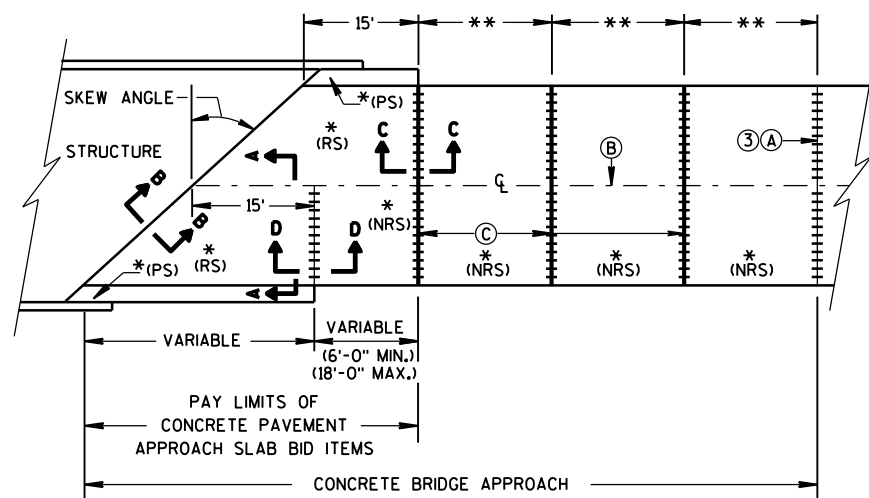 15' ** ** **
SKEW ANGLE
*(PS)
*
(RS)
C C
3 A
STRUCTURE
A
B
B
℄
15'
*
(NRS)
B
D D
C
*
(RS)
*
(NRS)
*
(NRS)
*
(NRS)
*(PS)
A
VARIABLE
VARIABLE
(6'-0" MIN.)
(18'-0" MAX.)
PAY LIMITS OF
CONCRETE PAVEMENT
APPROACH SLAB BID ITEMS
CONCRETE BRIDGE APPROACH